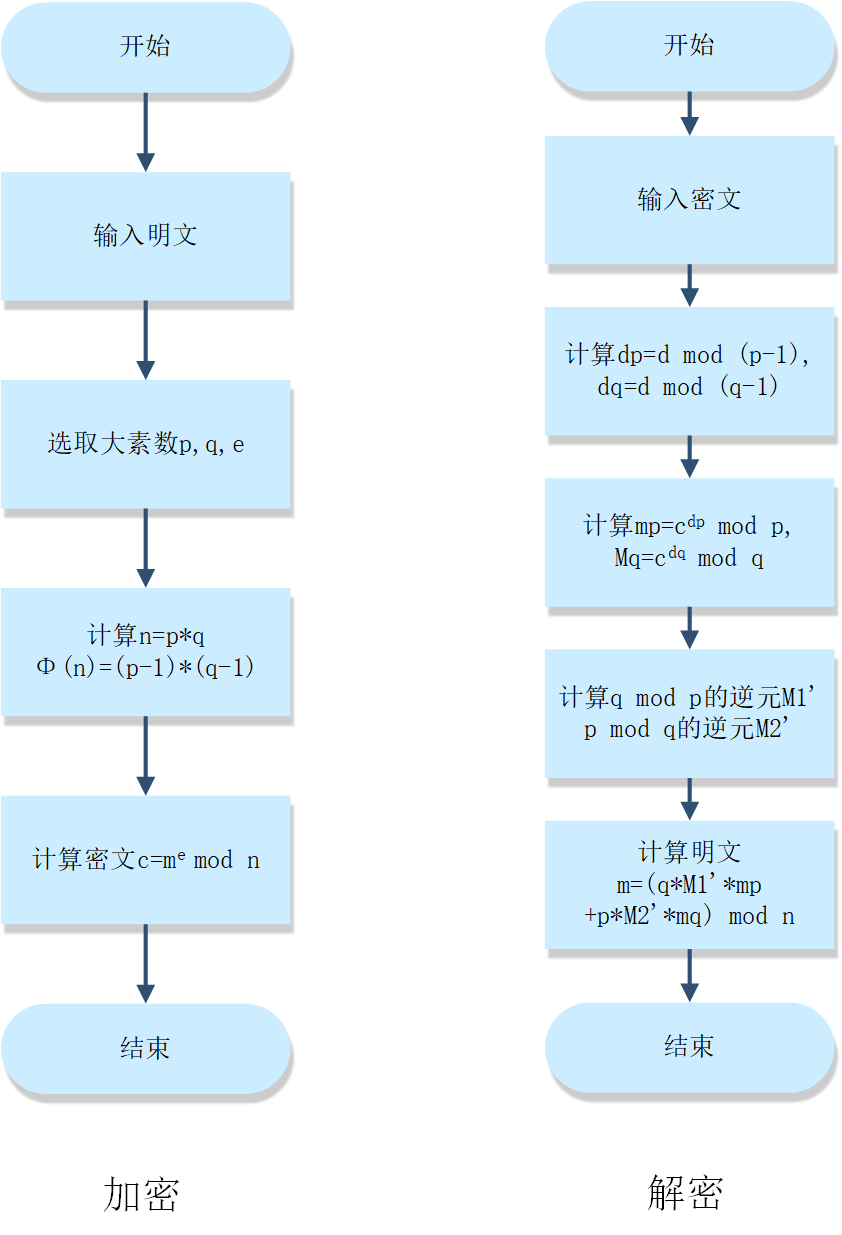 开始
输入明文
选取大素数p,q,e
计算n=p*q
Φ(n)=(p-1)*(q-1)
计算密文c=mᵉ mod n
结束
加密
开始
输入密文
计算dp=d mod (p-1),
dq=d mod (q-1)
计算mp=cᵈᵖ mod p,
Mq=c^dq mod q
计算q mod p的逆元M1'
p mod q的逆元M2'
计算明文
m=(q*M1'*mp
+p*M2'*mq) mod n
结束
解密